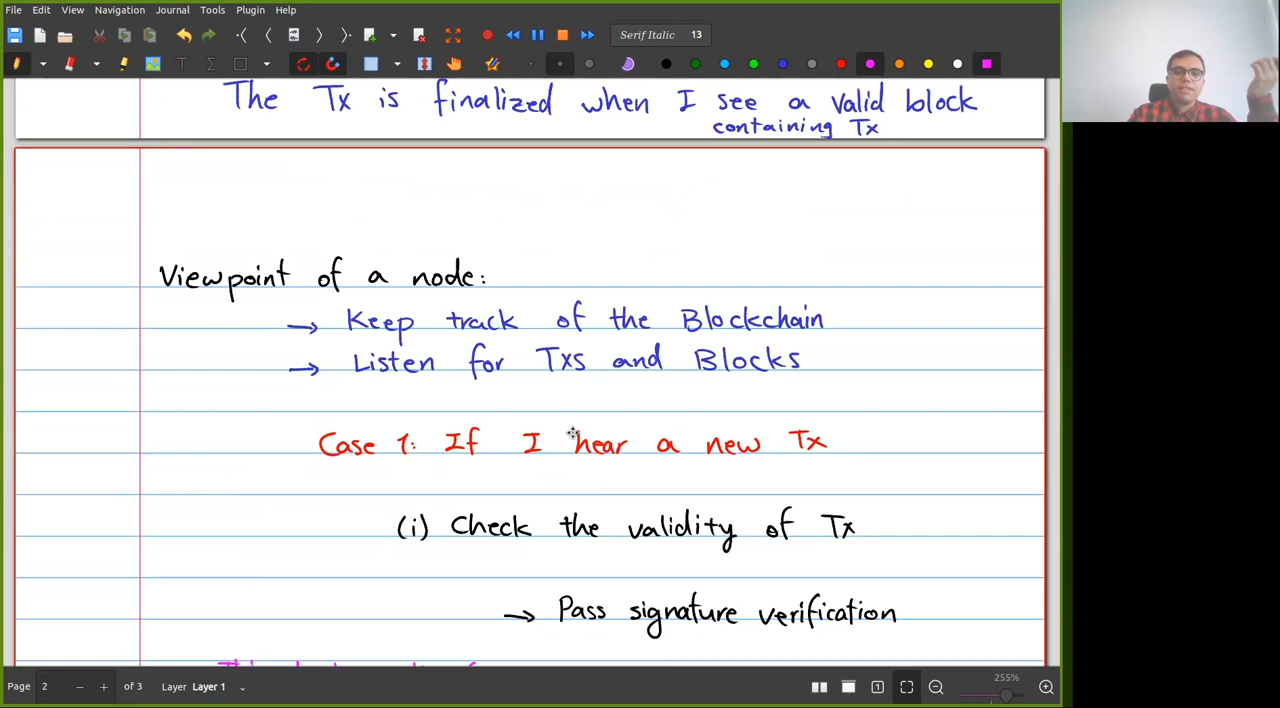 File Edit View Navigation Journal Tools Plugin Help
Serif Italic 13
The Tx is finalized when I see a valid block
containing Tx
Viewpoint of a node:
→ Keep track of the Blockchain
→ Listen for Txs and Blocks
Case 1: If I hear a new Tx
(i) Check the validity of Tx
→ Pass signature verification
Page 2 − + of 3 Layer Layer 1
255%